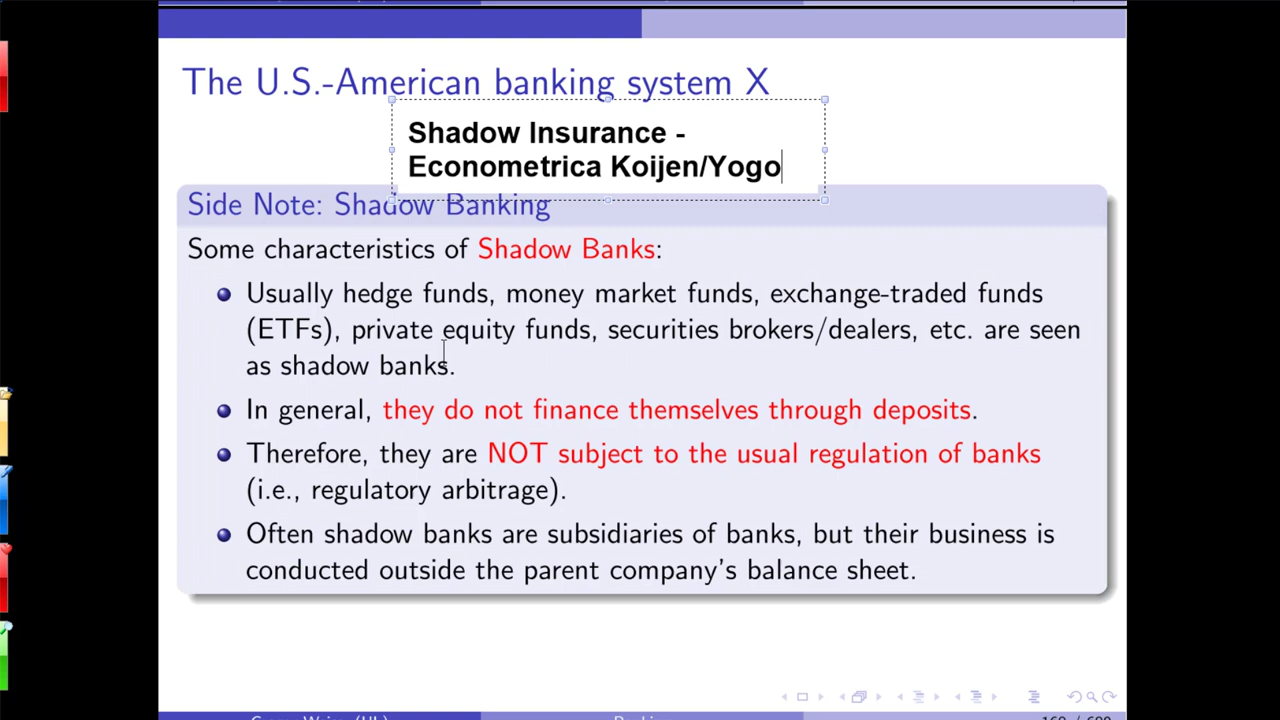 The U.S.-American banking system X
Shadow Insurance -
Econometrica Koijen/Yogo
Side Note: Shadow Banking
Some characteristics of Shadow Banks:
Usually hedge funds, money market funds, exchange-traded funds
(ETFs), private equity funds, securities brokers/dealers, etc. are seen
as shadow banks.
In general, they do not finance themselves through deposits.
Therefore, they are NOT subject to the usual regulation of banks
(i.e., regulatory arbitrage).
Often shadow banks are subsidiaries of banks, but their business is
conducted outside the parent company's balance sheet.